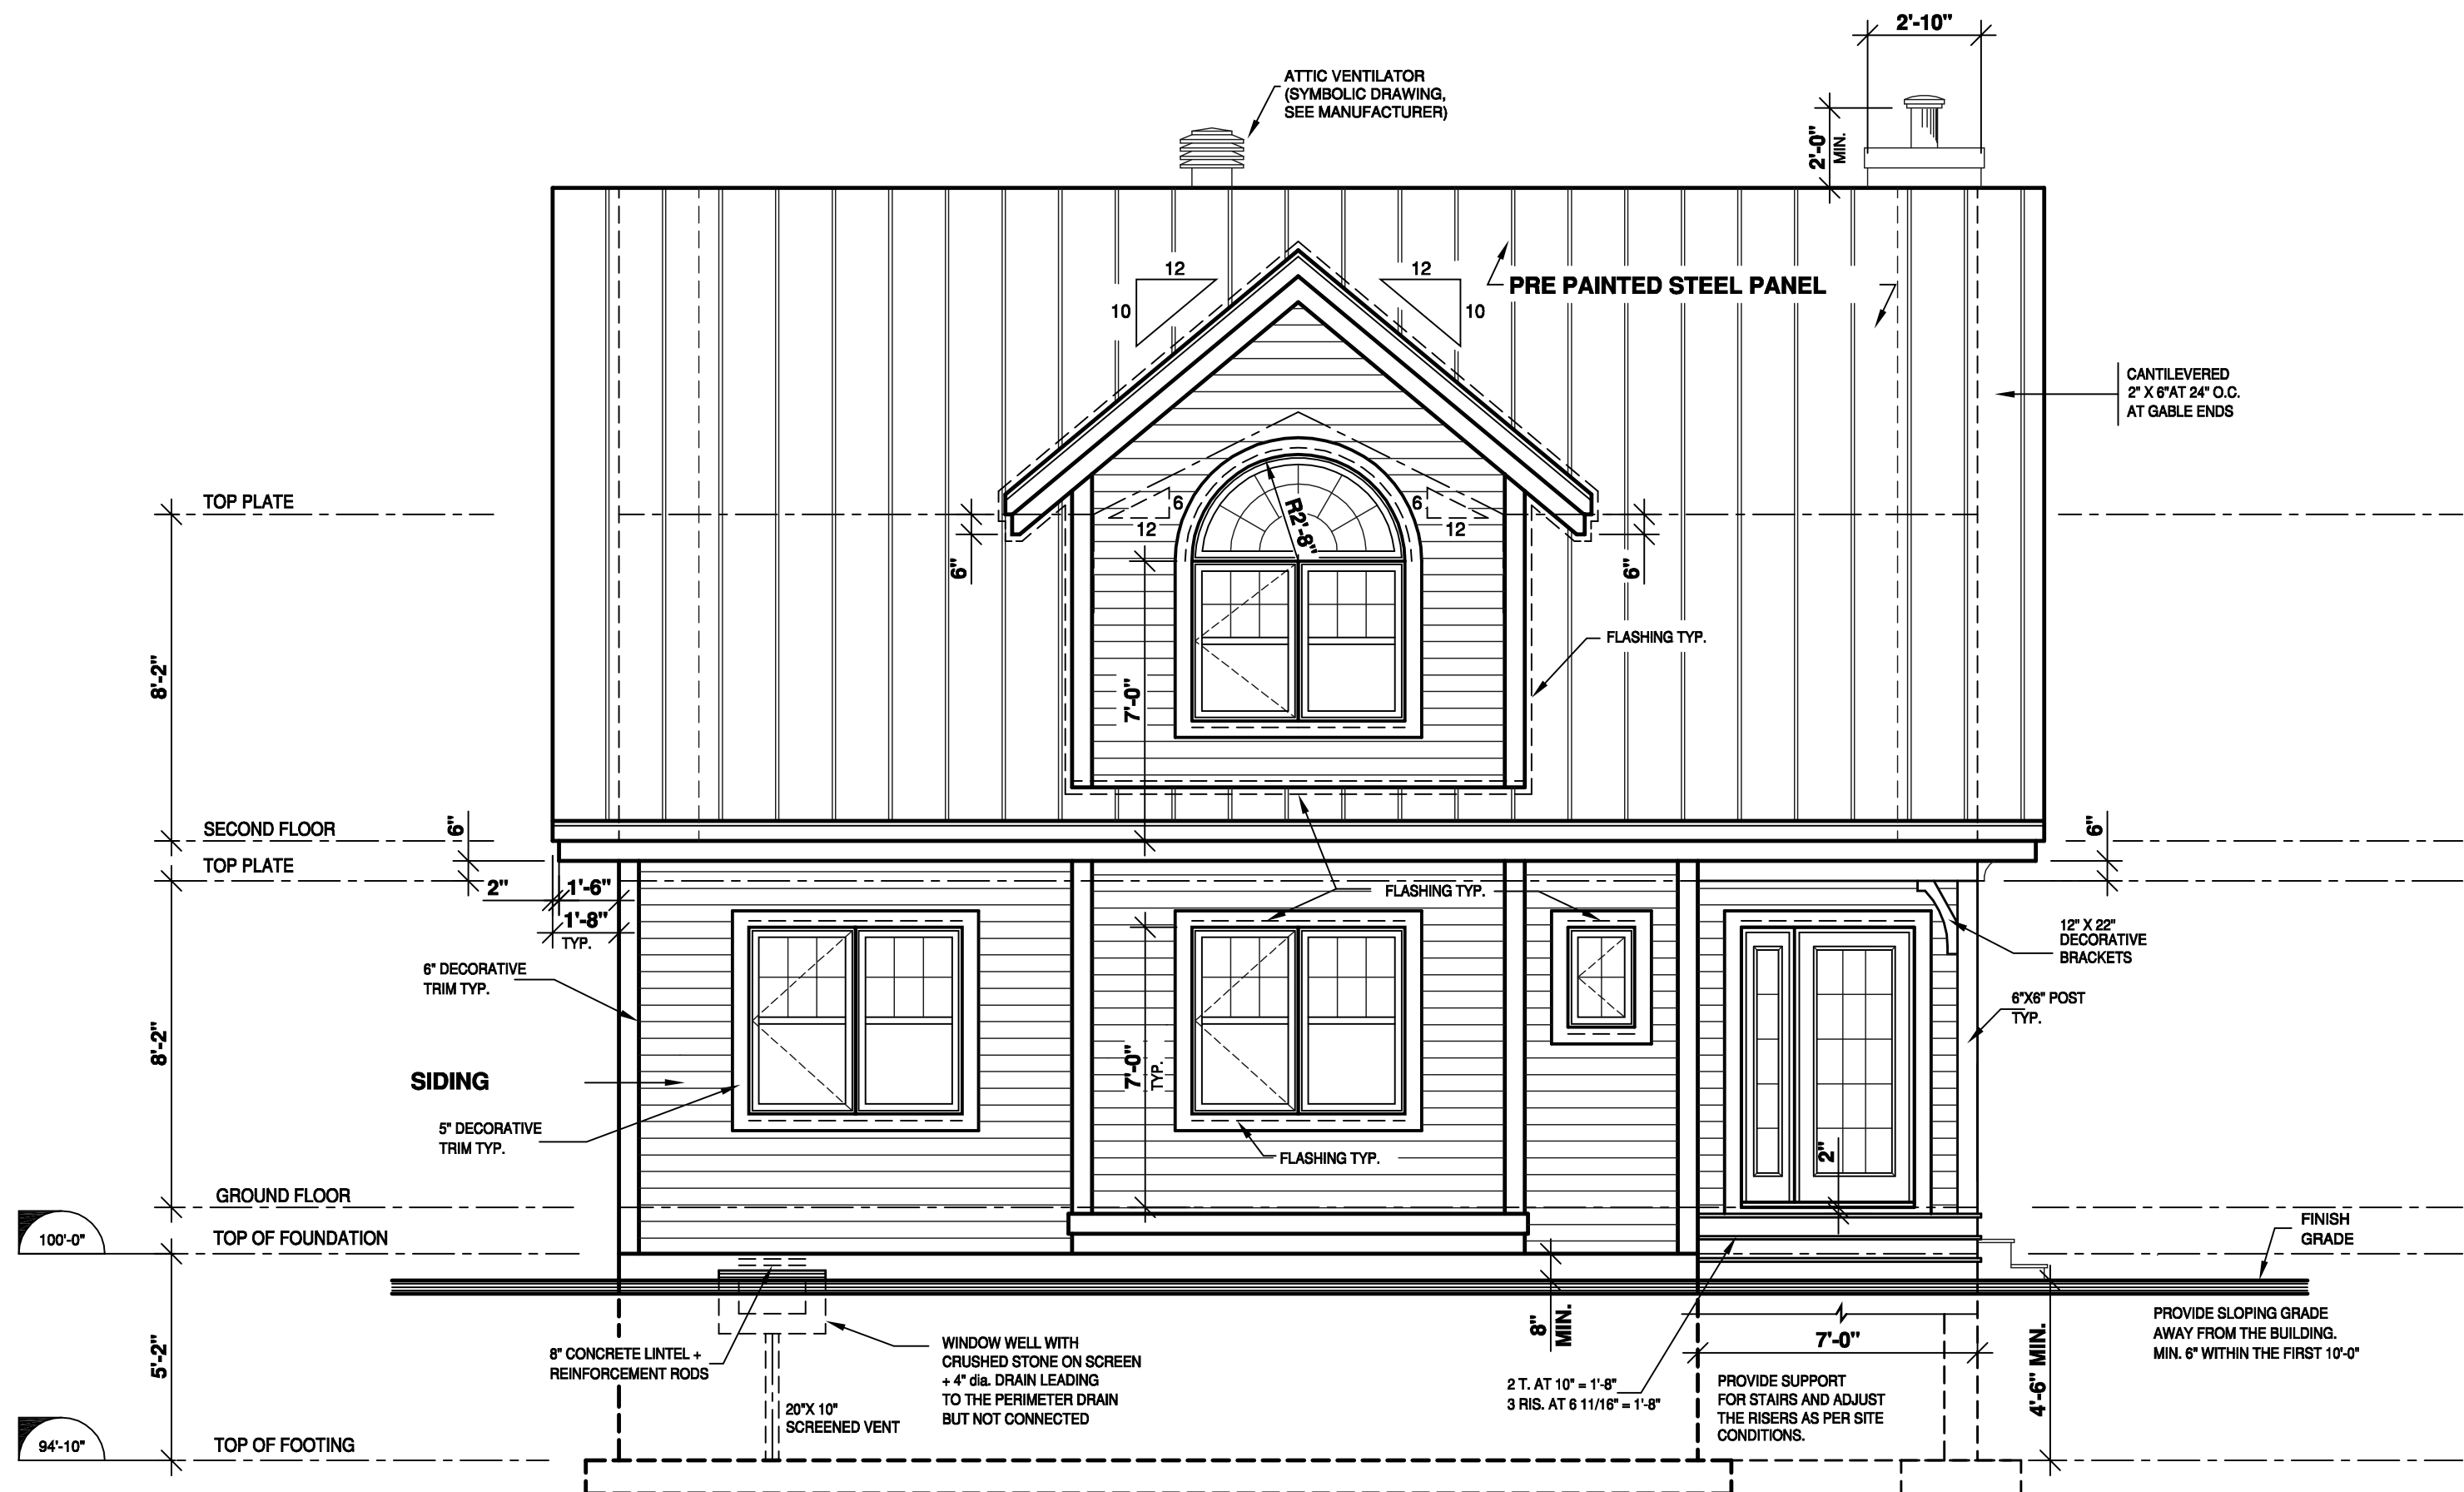 2'-10"
ATTIC VENTILATOR
(SYMBOLIC DRAWING,
SEE MANUFACTURER)
2'-0"
MIN.
12
10
12
10
PRE PAINTED STEEL PANEL
CANTILEVERED
2" X 6"AT 24" O.C.
AT GABLE ENDS
TOP PLATE
6
12
6
12
R2'-8"
6"
6"
FLASHING TYP.
8'-2"
7'-0"
SECOND FLOOR
6"
6"
TOP PLATE
2"
1'-6"
1'-8"
TYP.
FLASHING TYP.
12" X 22"
DECORATIVE
BRACKETS
6" DECORATIVE
TRIM TYP.
6"X6" POST
TYP.
8'-2"
7'-0"
TYP.
SIDING
5" DECORATIVE
TRIM TYP.
FLASHING TYP.
2"
GROUND FLOOR
100'-0"
TOP OF FOUNDATION
FINISH
GRADE
8"
MIN.
7'-0"
4'-6" MIN.
PROVIDE SLOPING GRADE
AWAY FROM THE BUILDING.
MIN. 6" WITHIN THE FIRST 10'-0"
5'-2"
8" CONCRETE LINTEL +
REINFORCEMENT RODS
WINDOW WELL WITH
CRUSHED STONE ON SCREEN
+ 4" dia. DRAIN LEADING
TO THE PERIMETER DRAIN
BUT NOT CONNECTED
20"X 10"
SCREENED VENT
2 T. AT 10" = 1'-8"
3 RIS. AT 6 11/16" = 1'-8"
PROVIDE SUPPORT
FOR STAIRS AND ADJUST
THE RISERS AS PER SITE
CONDITIONS.
94'-10"
TOP OF FOOTING